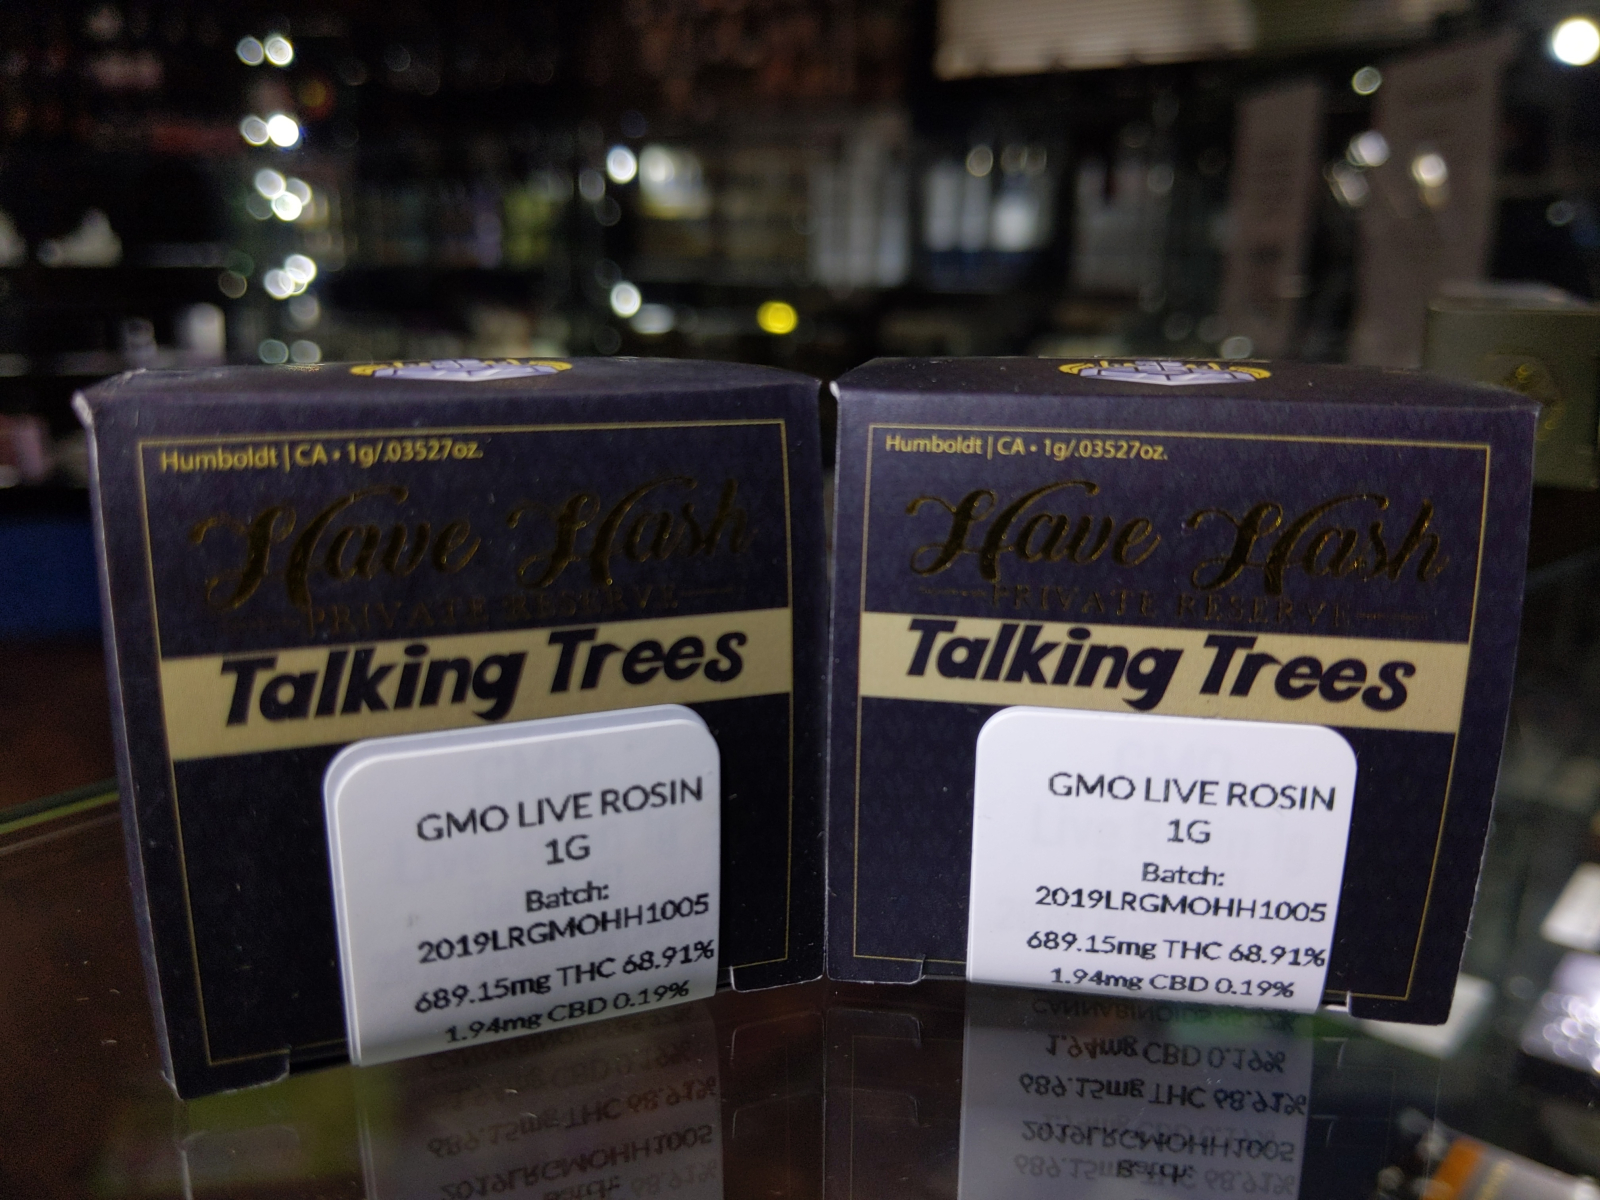 Humboldt | CA • 1g/.03527oz.
Have Hash
PRIVATE RESERVE
Talking Trees
GMO LIVE ROSIN
1G
Batch:
2019LRGMOHH1005
689.15mg THC 68.91%
1.94mg CBD 0.19%
Humboldt | CA • 1g/.03527oz.
Have Hash
PRIVATE RESERVE
Talking Trees
GMO LIVE ROSIN
1G
Batch:
2019LRGMOHH1005
689.15mg THC 68.91%
1.94mg CBD 0.19%